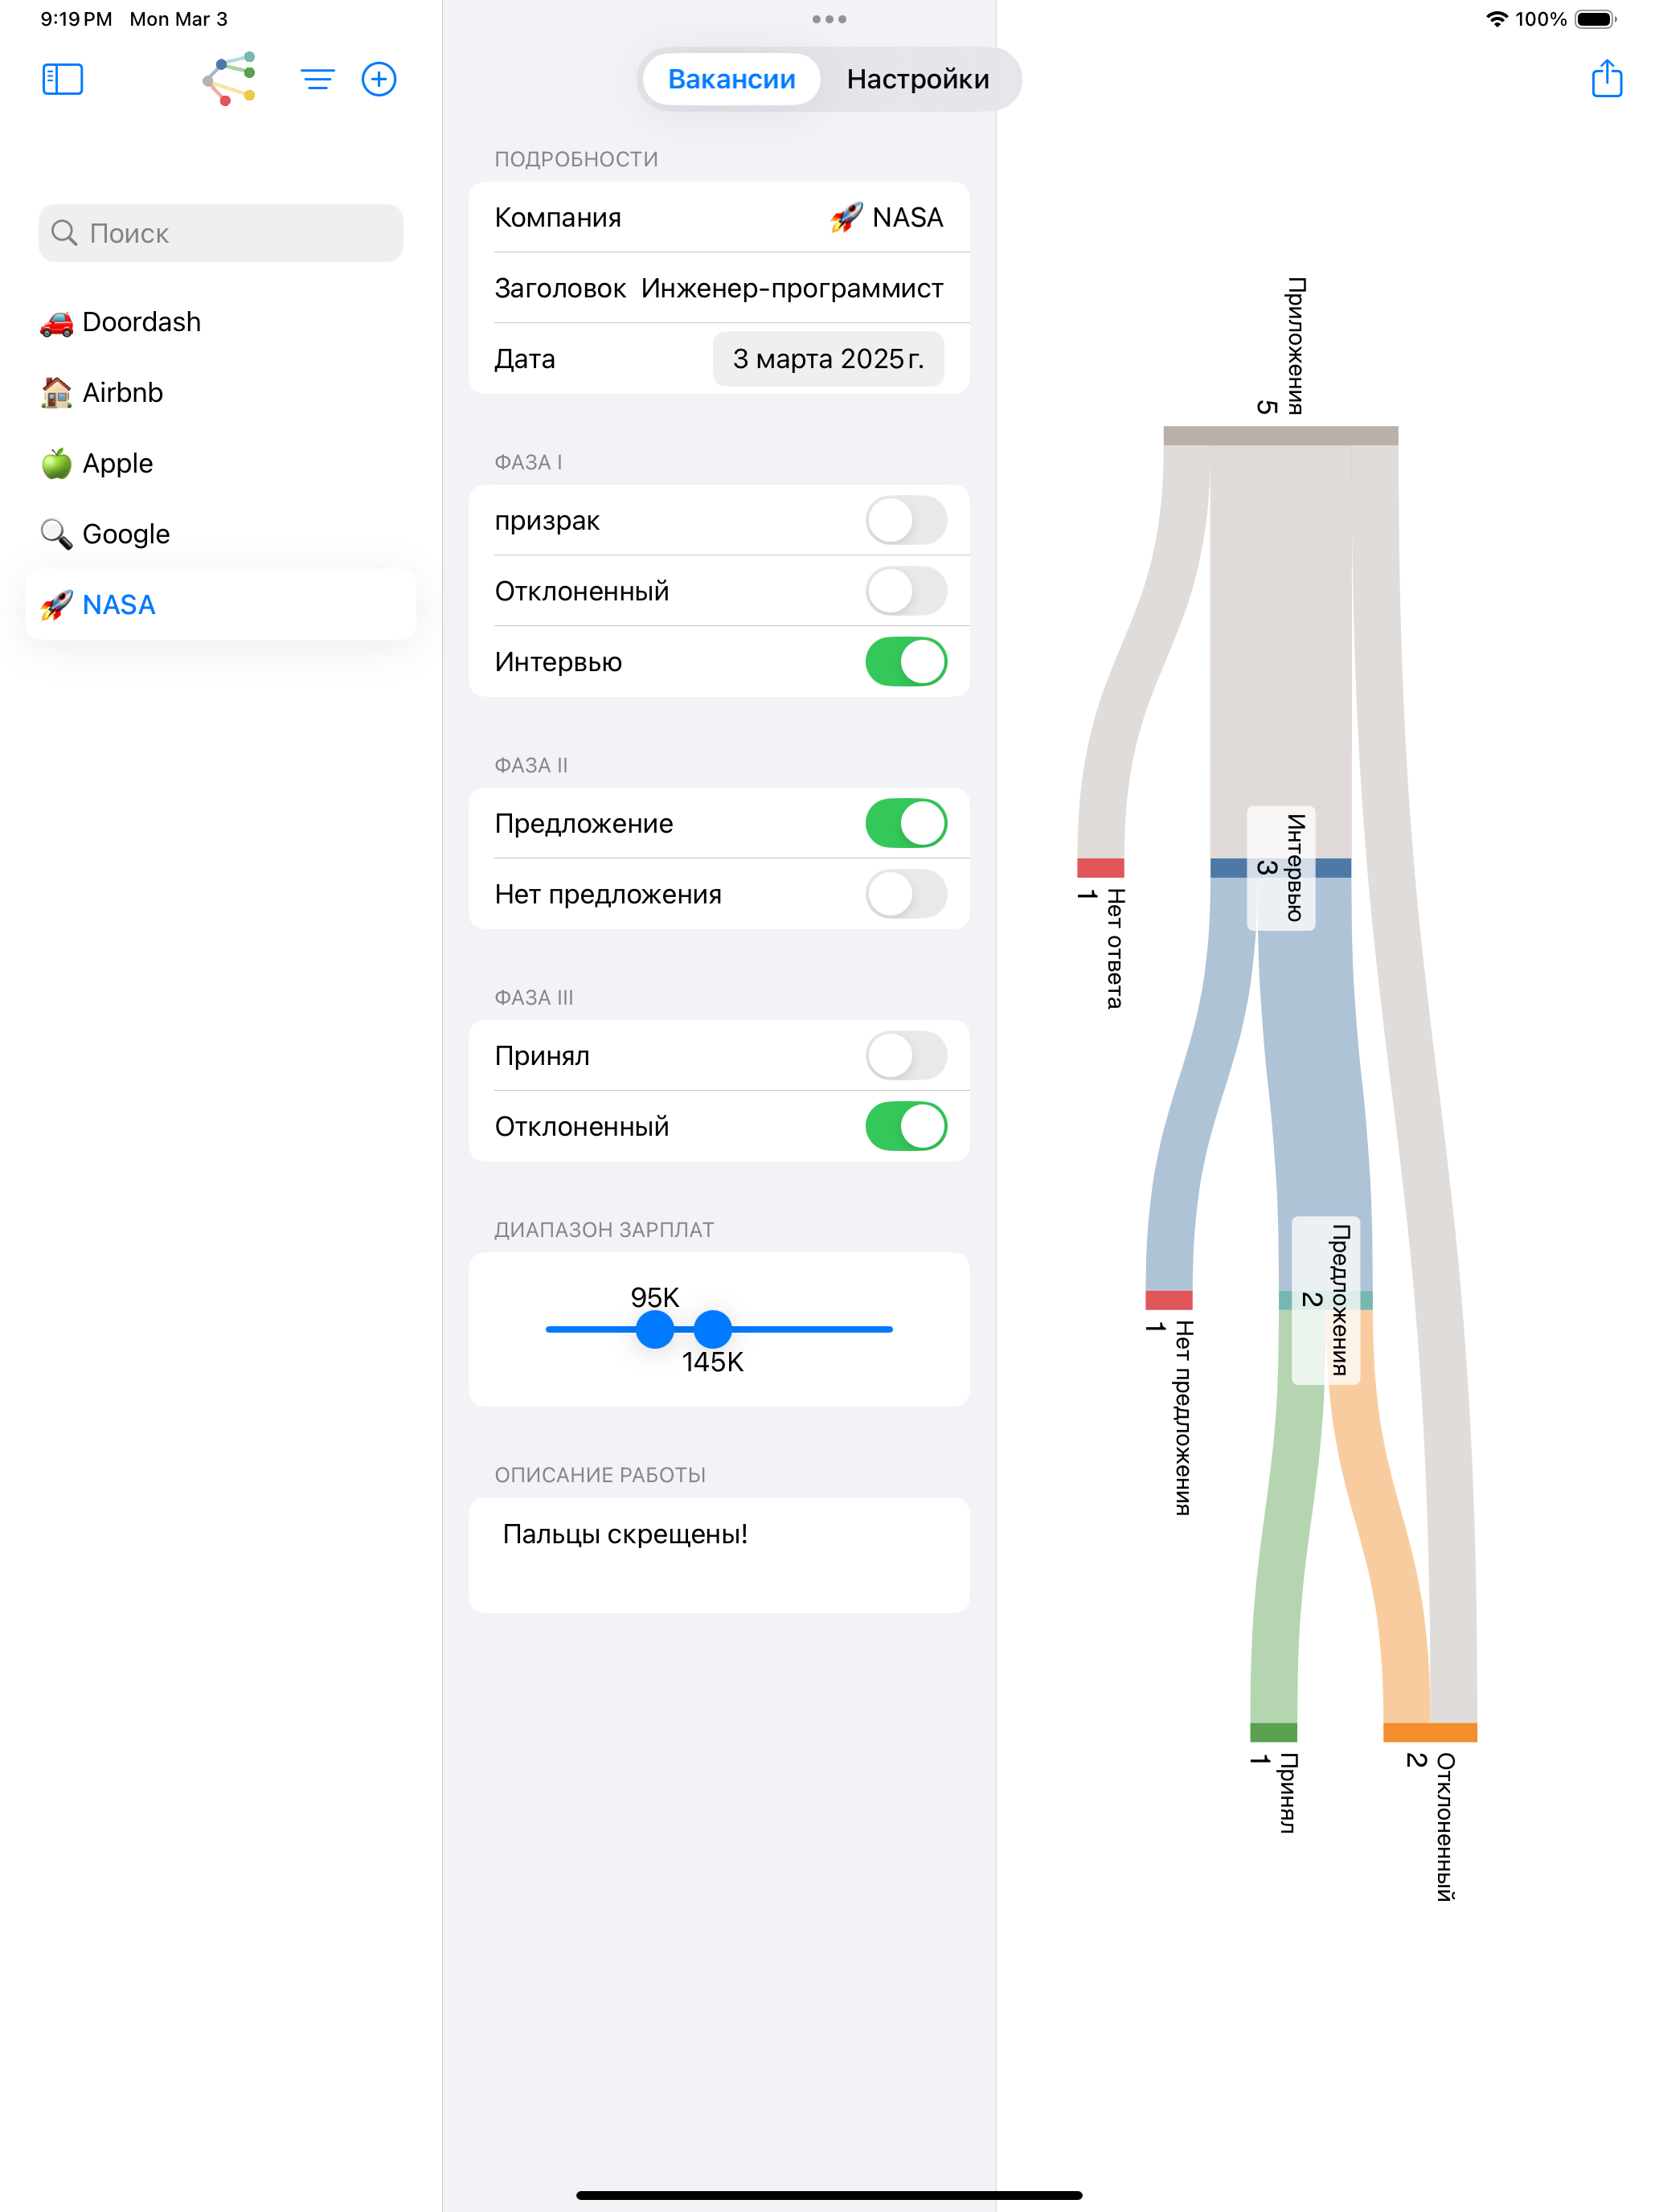 9:19 PM Mon Mar 3
100%
Вакансии Настройки
Поиск
Doordash
Airbnb
Apple
Google
NASA
ПОДРОБНОСТИ
Компания 🚀 NASA
Заголовок Инженер-программист
Дата 3 марта 2025 г.
ФАЗА I
призрак
Отклоненный
Интервью
ФАЗА II
Предложение
Нет предложения
ФАЗА III
Принял
Отклоненный
ДИАПАЗОН ЗАРПЛАТ
95K
145K
ОПИСАНИЕ РАБОТЫ
Пальцы скрещены!
Приложения
5
Интервью
3
Нет ответа
1
Предложения
2
Нет предложения
1
Принял
1
Отклоненный
2